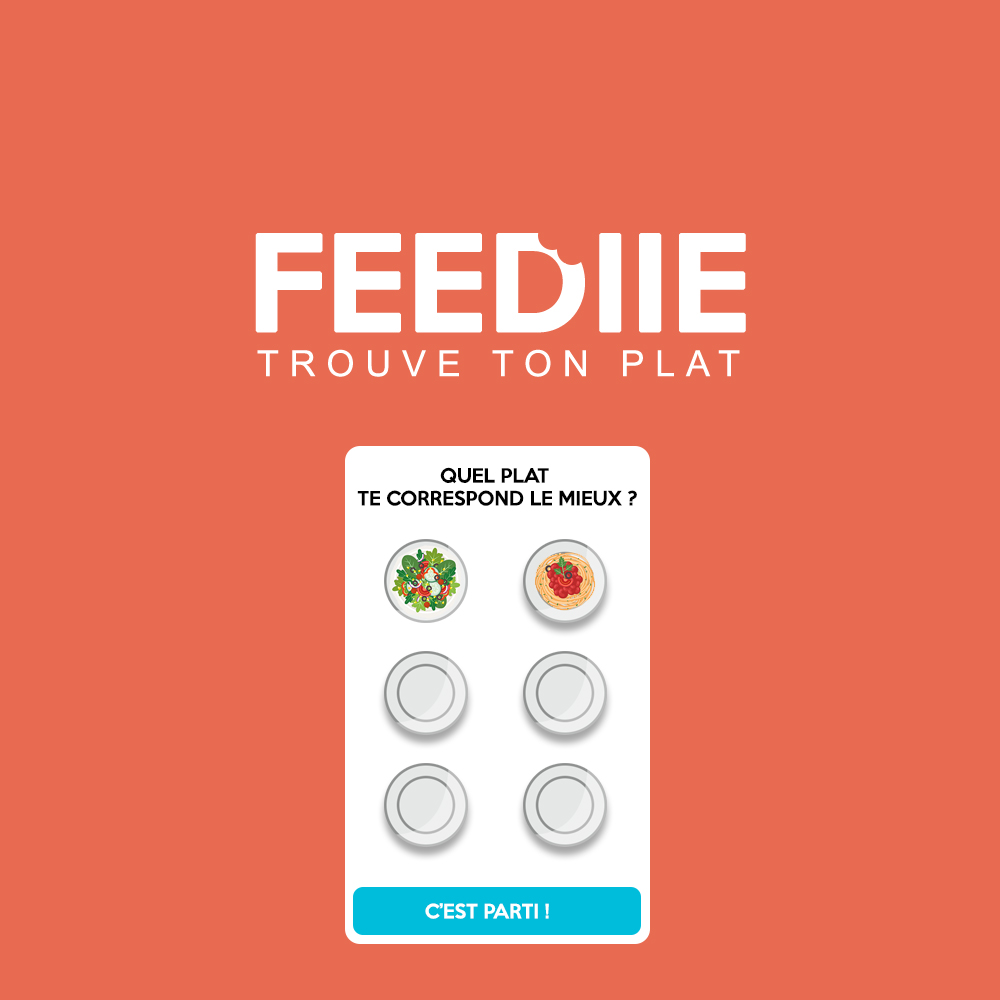 FEEDIIE
TROUVE TON PLAT
QUEL PLAT
TE CORRESPOND LE MIEUX ?
C'EST PARTI !